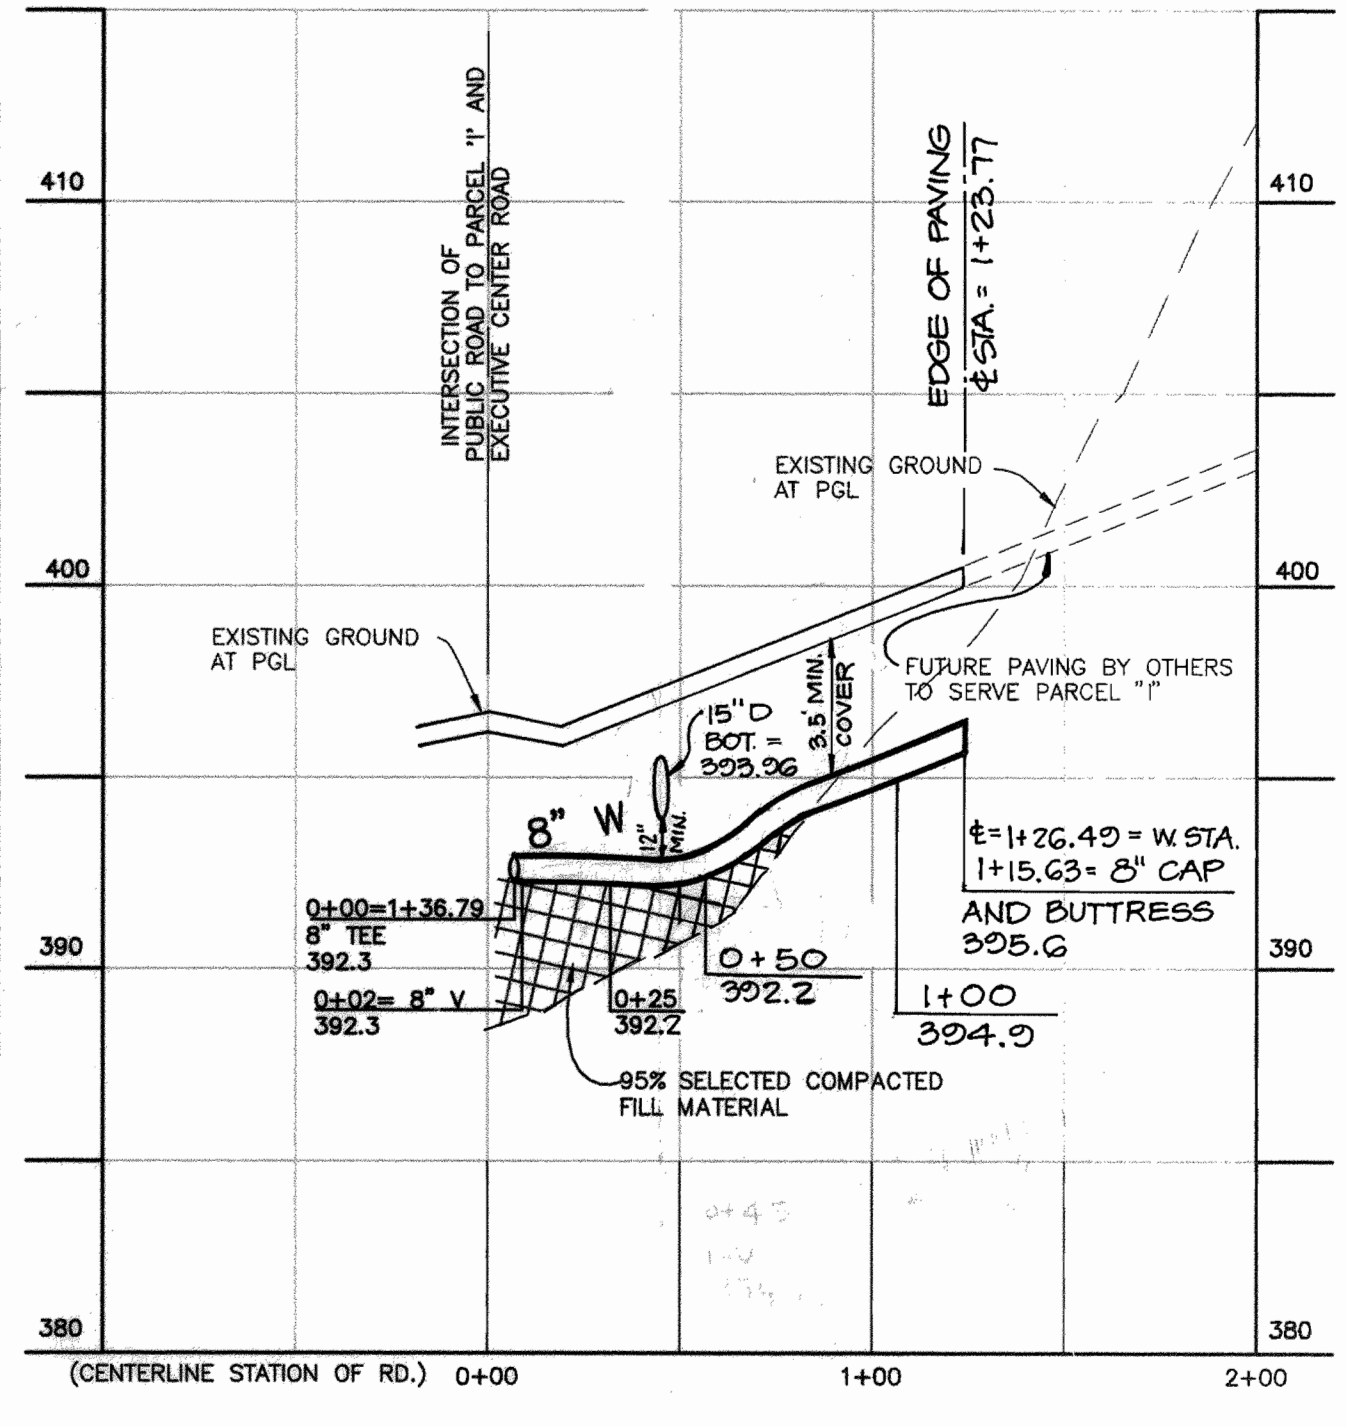 410
410
INTERSECTION OF
PUBLIC ROAD TO PARCEL "I" AND
EXECUTIVE CENTER ROAD
EDGE OF PAVING
℄ STA. = 1+23.77
EXISTING GROUND
AT PGL
400
400
EXISTING GROUND
AT PGL
FUTURE PAVING BY OTHERS
TO SERVE PARCEL "I"
3.5' MIN.
COVER
15" D
BOT. =
393.96
8" W
12"
MIN.
℄=1+26.49 = W. STA.
1+15.63= 8" CAP
AND BUTTRESS
395.6
0+00=1+36.79
8" TEE
392.3
390
390
0+02= 8" V
392.3
0+25
392.2
0+50
392.2
1+00
394.9
95% SELECTED COMPACTED
FILL MATERIAL
0+45
380
380
(CENTERLINE STATION OF RD.) 0+00 1+00 2+00